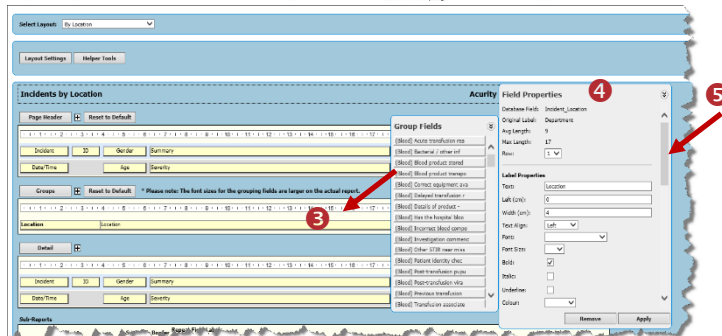 Select Layout: By Location
Layout Settings Helper Tools
Incidents by Location Acurity
Page Header Reset to Default
Incident ID Gender Summary
Date/Time Age Severity
Groups Reset to Default * Please note: The font sizes for the grouping fields are larger on the actual report.
Location Location
Detail
Incident ID Gender Summary
Date/Time Age Severity
Sub-Reports
Group Fields
(Blood) Acute transfusion rea
(Blood) Bacterial / other inf
(Blood) Blood product stored
(Blood) Blood product transpo
(Blood) Correct equipment ava
(Blood) Delayed transfusion r
(Blood) Details of product -
(Blood) Has the hospital bloo
(Blood) Incorrect blood compo
(Blood) Investigation comment
(Blood) Other STIR near miss
(Blood) Patient identity chec
(Blood) Post-transfusion pupu
(Blood) Post-transfusion vira
(Blood) Previous transfusion
(Blood) Transfusion associate
3
Field Properties
4
5
Database Field: Incident_Location
Original Label: Department
Avg Length: 9
Max Length: 17
Row: 1
Label Properties
Text: Location
Left (cm): 0
Width (cm): 4
Text Align: Left
Font:
Font Size:
Bold:
Italic:
Underline:
Colour:
Remove Apply